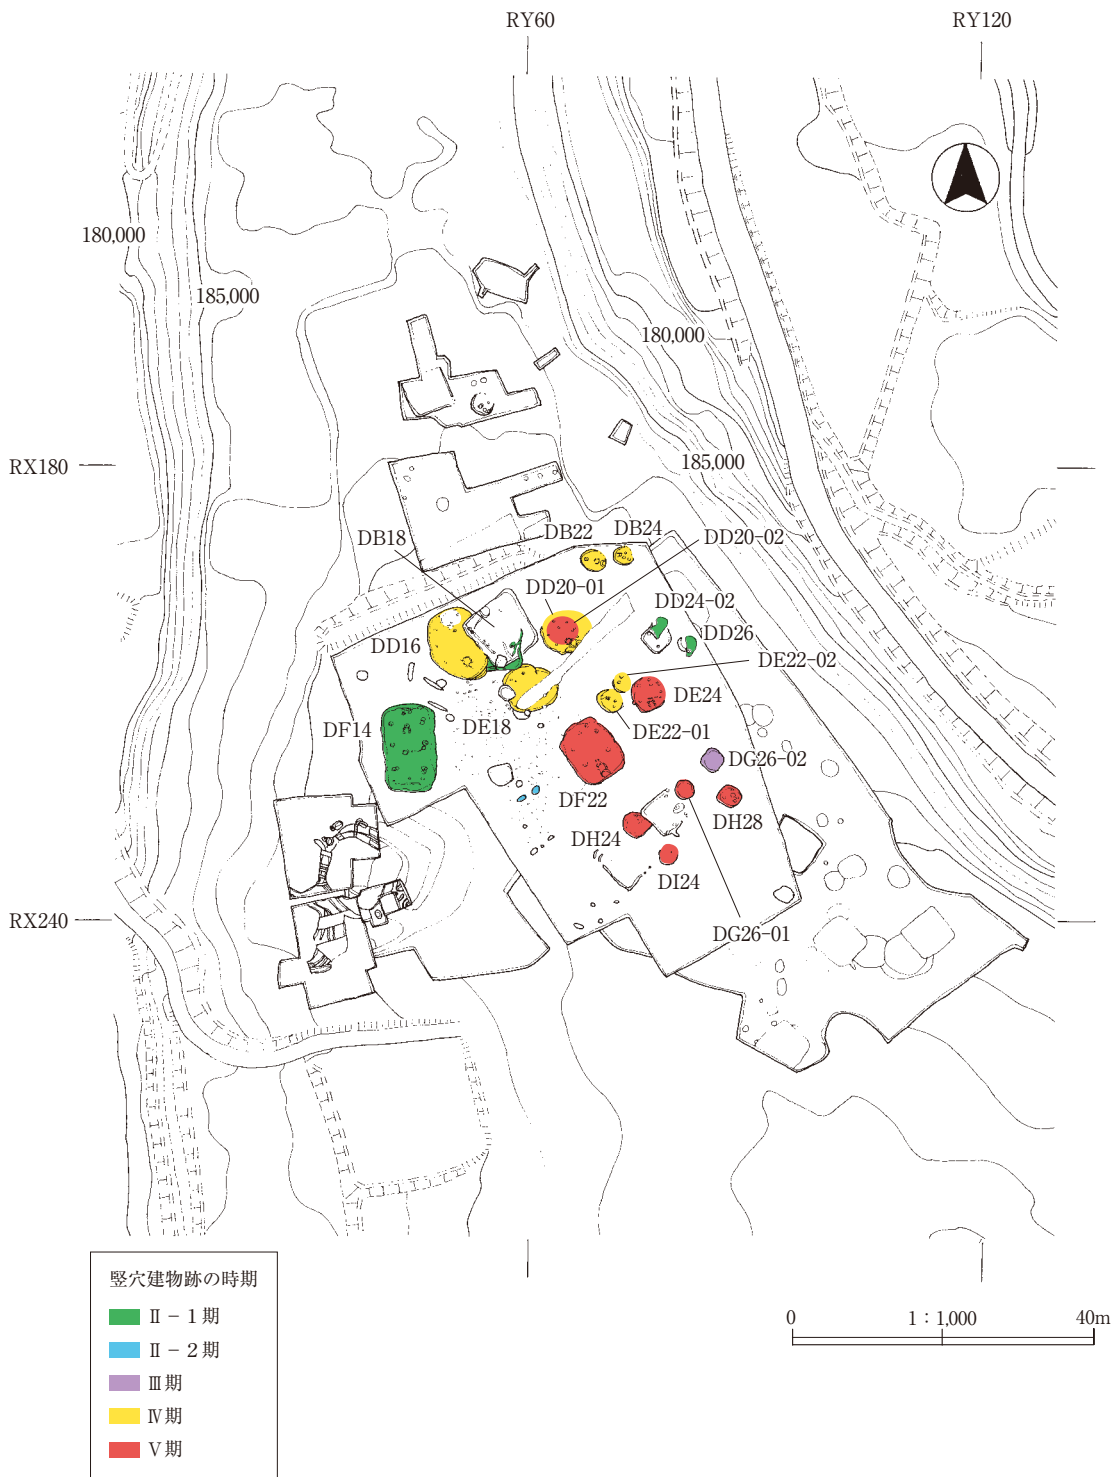 RY60
RY120
180,000
185,000
180,000
RX180
185,000
DB18
DB22
DB24
DD20-02
DD20-01
DD24-02
DD16
DD26
DE22-02
DE24
DF14
DE18
DE22-01
DG26-02
DF22
DH28
DH24
DI24
RX240
DG26-01
竪穴建物跡の時期
Ⅱ－1期
Ⅱ－2期
Ⅲ期
Ⅳ期
Ⅴ期
0
1：1,000
40m